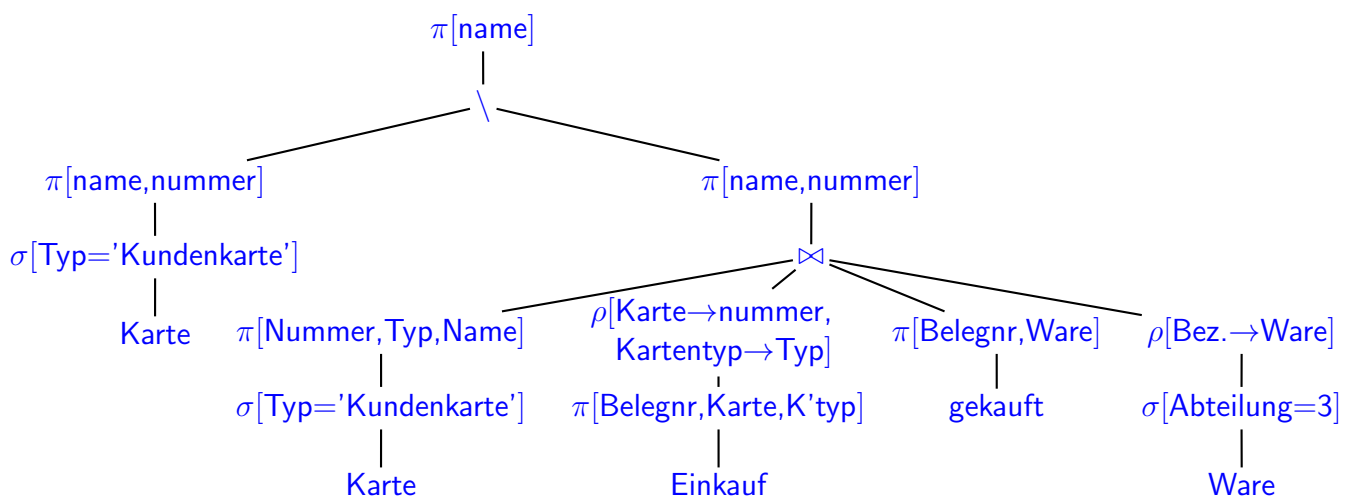 π[name]
\
π[name,nummer] π[name,nummer]
σ[Typ='Kundenkarte'] ⋈
Karte π[Nummer,Typ,Name] ρ[Karte→nummer, π[Belegnr,Ware] ρ[Bez.→Ware]
Kartentyp→Typ]
σ[Typ='Kundenkarte'] π[Belegnr,Karte,K'typ] gekauft σ[Abteilung=3]
Karte Einkauf Ware